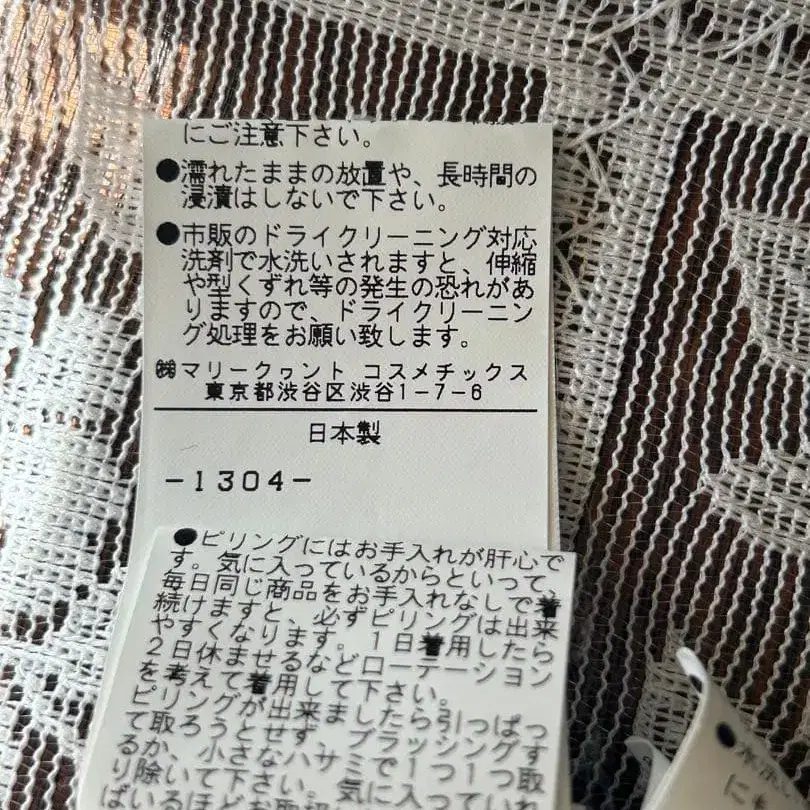 にご注意下さい。
●濡れたままの放置や、長時間の
浸漬はしないで下さい。
●市販のドライクリーニング対応
洗剤で水洗いされますと、伸縮
や型くずれ等の発生の恐れがあ
りますので、ドライクリーニン
グ処理をお願い致します。
㈱マリークヮント コスメチックス
東京都渋谷区渋谷1-7-6
日本製
-1304-
●ピリングにはお手入れが肝心で
す。気に入っているからといって、
毎日同じ商品をお手入れなしで着
続けますと、必ずピリングは出来
やすくなります。1日着用したら
2日休ませるなどローテーション
を考えて着用して下さい。
ピリングが出来ましたら引っぱっ
て取ろうとせず、ブラシングす
るか、小さなハサミでーつーつ取
り除いて下さい。気に入って